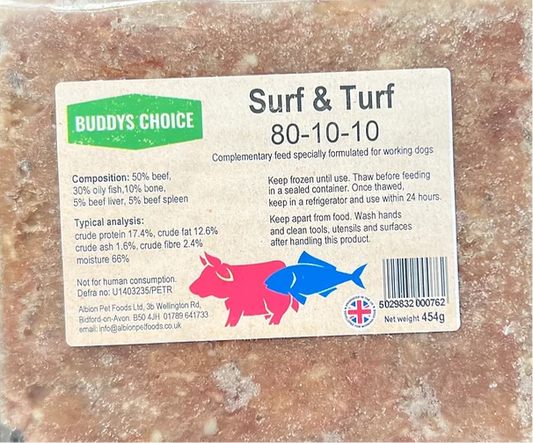 BUDDYS CHOICE
Surf & Turf
80-10-10
Complementary feed specially formulated for working dogs
Composition: 50% beef,
30% oily fish,10% bone,
5% beef liver, 5% beef spleen
Typical analysis:
crude protein 17.4%, crude fat 12.6%
crude ash 1.6%, crude fibre 2.4%
moisture 66%
Not for human consumption.
Defra no: U1403235/PETR
Albion Pet Foods Ltd, 3b Wellington Rd,
Bidford-on-Avon. B50 4JH 01789 641733
email: info@albionpetfoods.co.uk
Keep frozen until use. Thaw before feeding
in a sealed container. Once thawed,
keep in a refrigerator and use within 24 hours.
Keep apart from food. Wash hands
and clean tools, utensils and surfaces
after handling this product.
5029832 000762
Net weight 454g